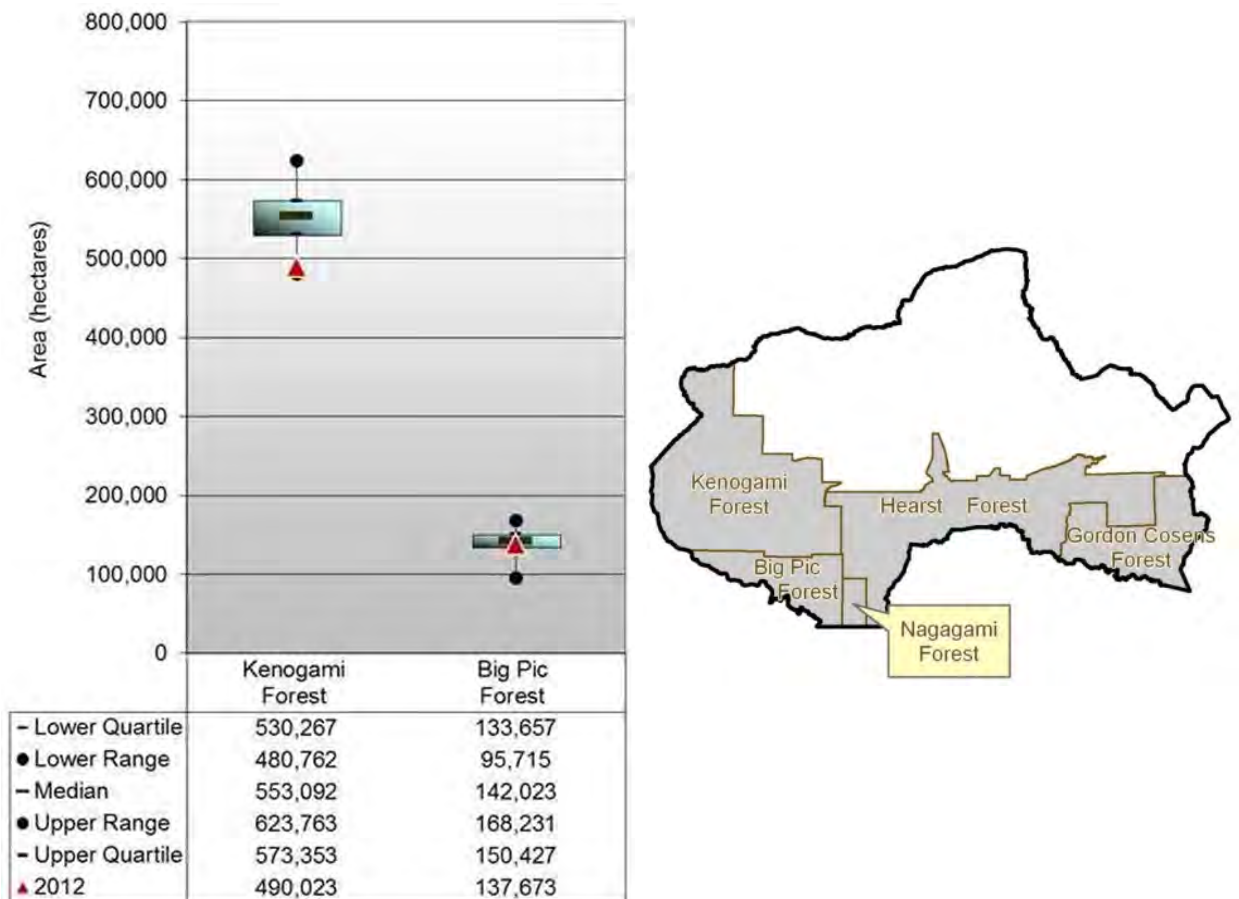 800,000
700,000
600,000
500,000
400,000
300,000
200,000
100,000
0
Area (hectares)
Kenogami
Forest
Big Pic
Forest
– Lower Quartile 530,267 133,657
● Lower Range 480,762 95,715
– Median 553,092 142,023
● Upper Range 623,763 168,231
– Upper Quartile 573,353 150,427
▲ 2012 490,023 137,673
Kenogami
Forest
Hearst Forest
Gordon Cosens
Forest
Big Pic
Forest
Nagagami
Forest